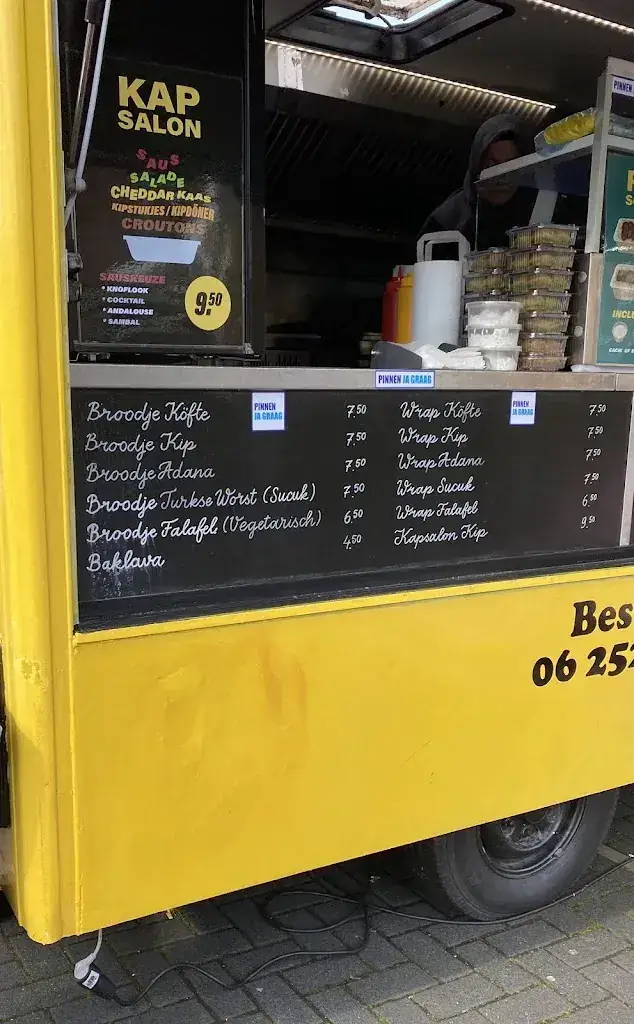 KAP
SALON
SAUS
SALADE
CHEDDAR KAAS
KIPSTUKJES / KIPDÖNER
CROUTONS
SAUSKEUZE
* KNOFLOOK
* COCKTAIL
* ANDALOUSE
* SAMBAL
9.50
PINNEN
PINNEN JA GRAAG
PINNEN
JA GRAAG
PINNEN
JA GRAAG
Broodje Köfte 7.50
Broodje Kip 7.50
Broodje Adana 7.50
Broodje Turkse Worst (Sucuk) 7.50
Broodje Falafel (Vegetarisch) 6.50
Baklava 4.50
Wrap Köfte 7.50
Wrap Kip 7.50
Wrap Adana 7.50
Wrap Sucuk 7.50
Wrap Falafel 6.50
Kapsalon Kip 9.50
INCLU
Bes
06 252